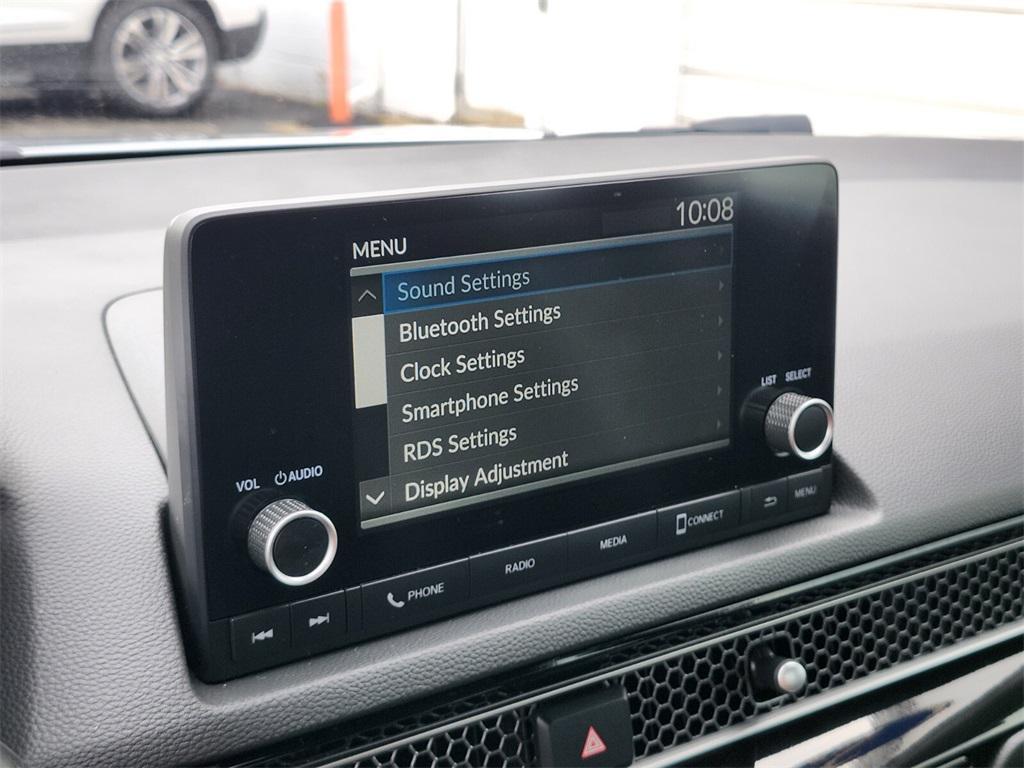 10:08
MENU
Sound Settings
Bluetooth Settings
Clock Settings
Smartphone Settings
RDS Settings
Display Adjustment
LIST SELECT
VOL AUDIO
PHONE
RADIO
MEDIA
CONNECT
MENU